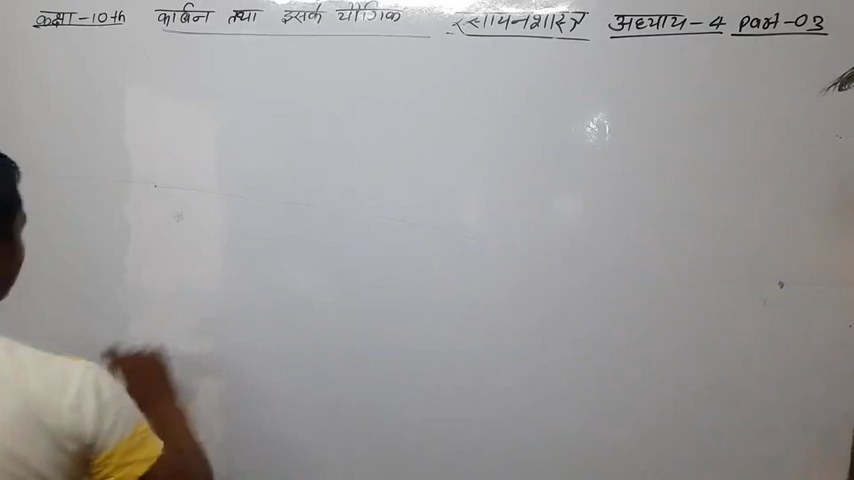 कक्षा-10th कार्बन तथा इसके यौगिक रसायनशास्त्र अध्याय-4 Part-03